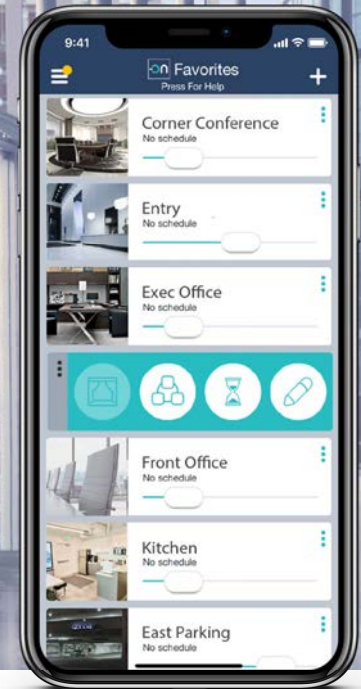 9:41
on Favorites
Press For Help
Corner Conference
No schedule
Entry
No schedule
Exec Office
No schedule
Front Office
No schedule
Kitchen
No schedule
East Parking
No schedule